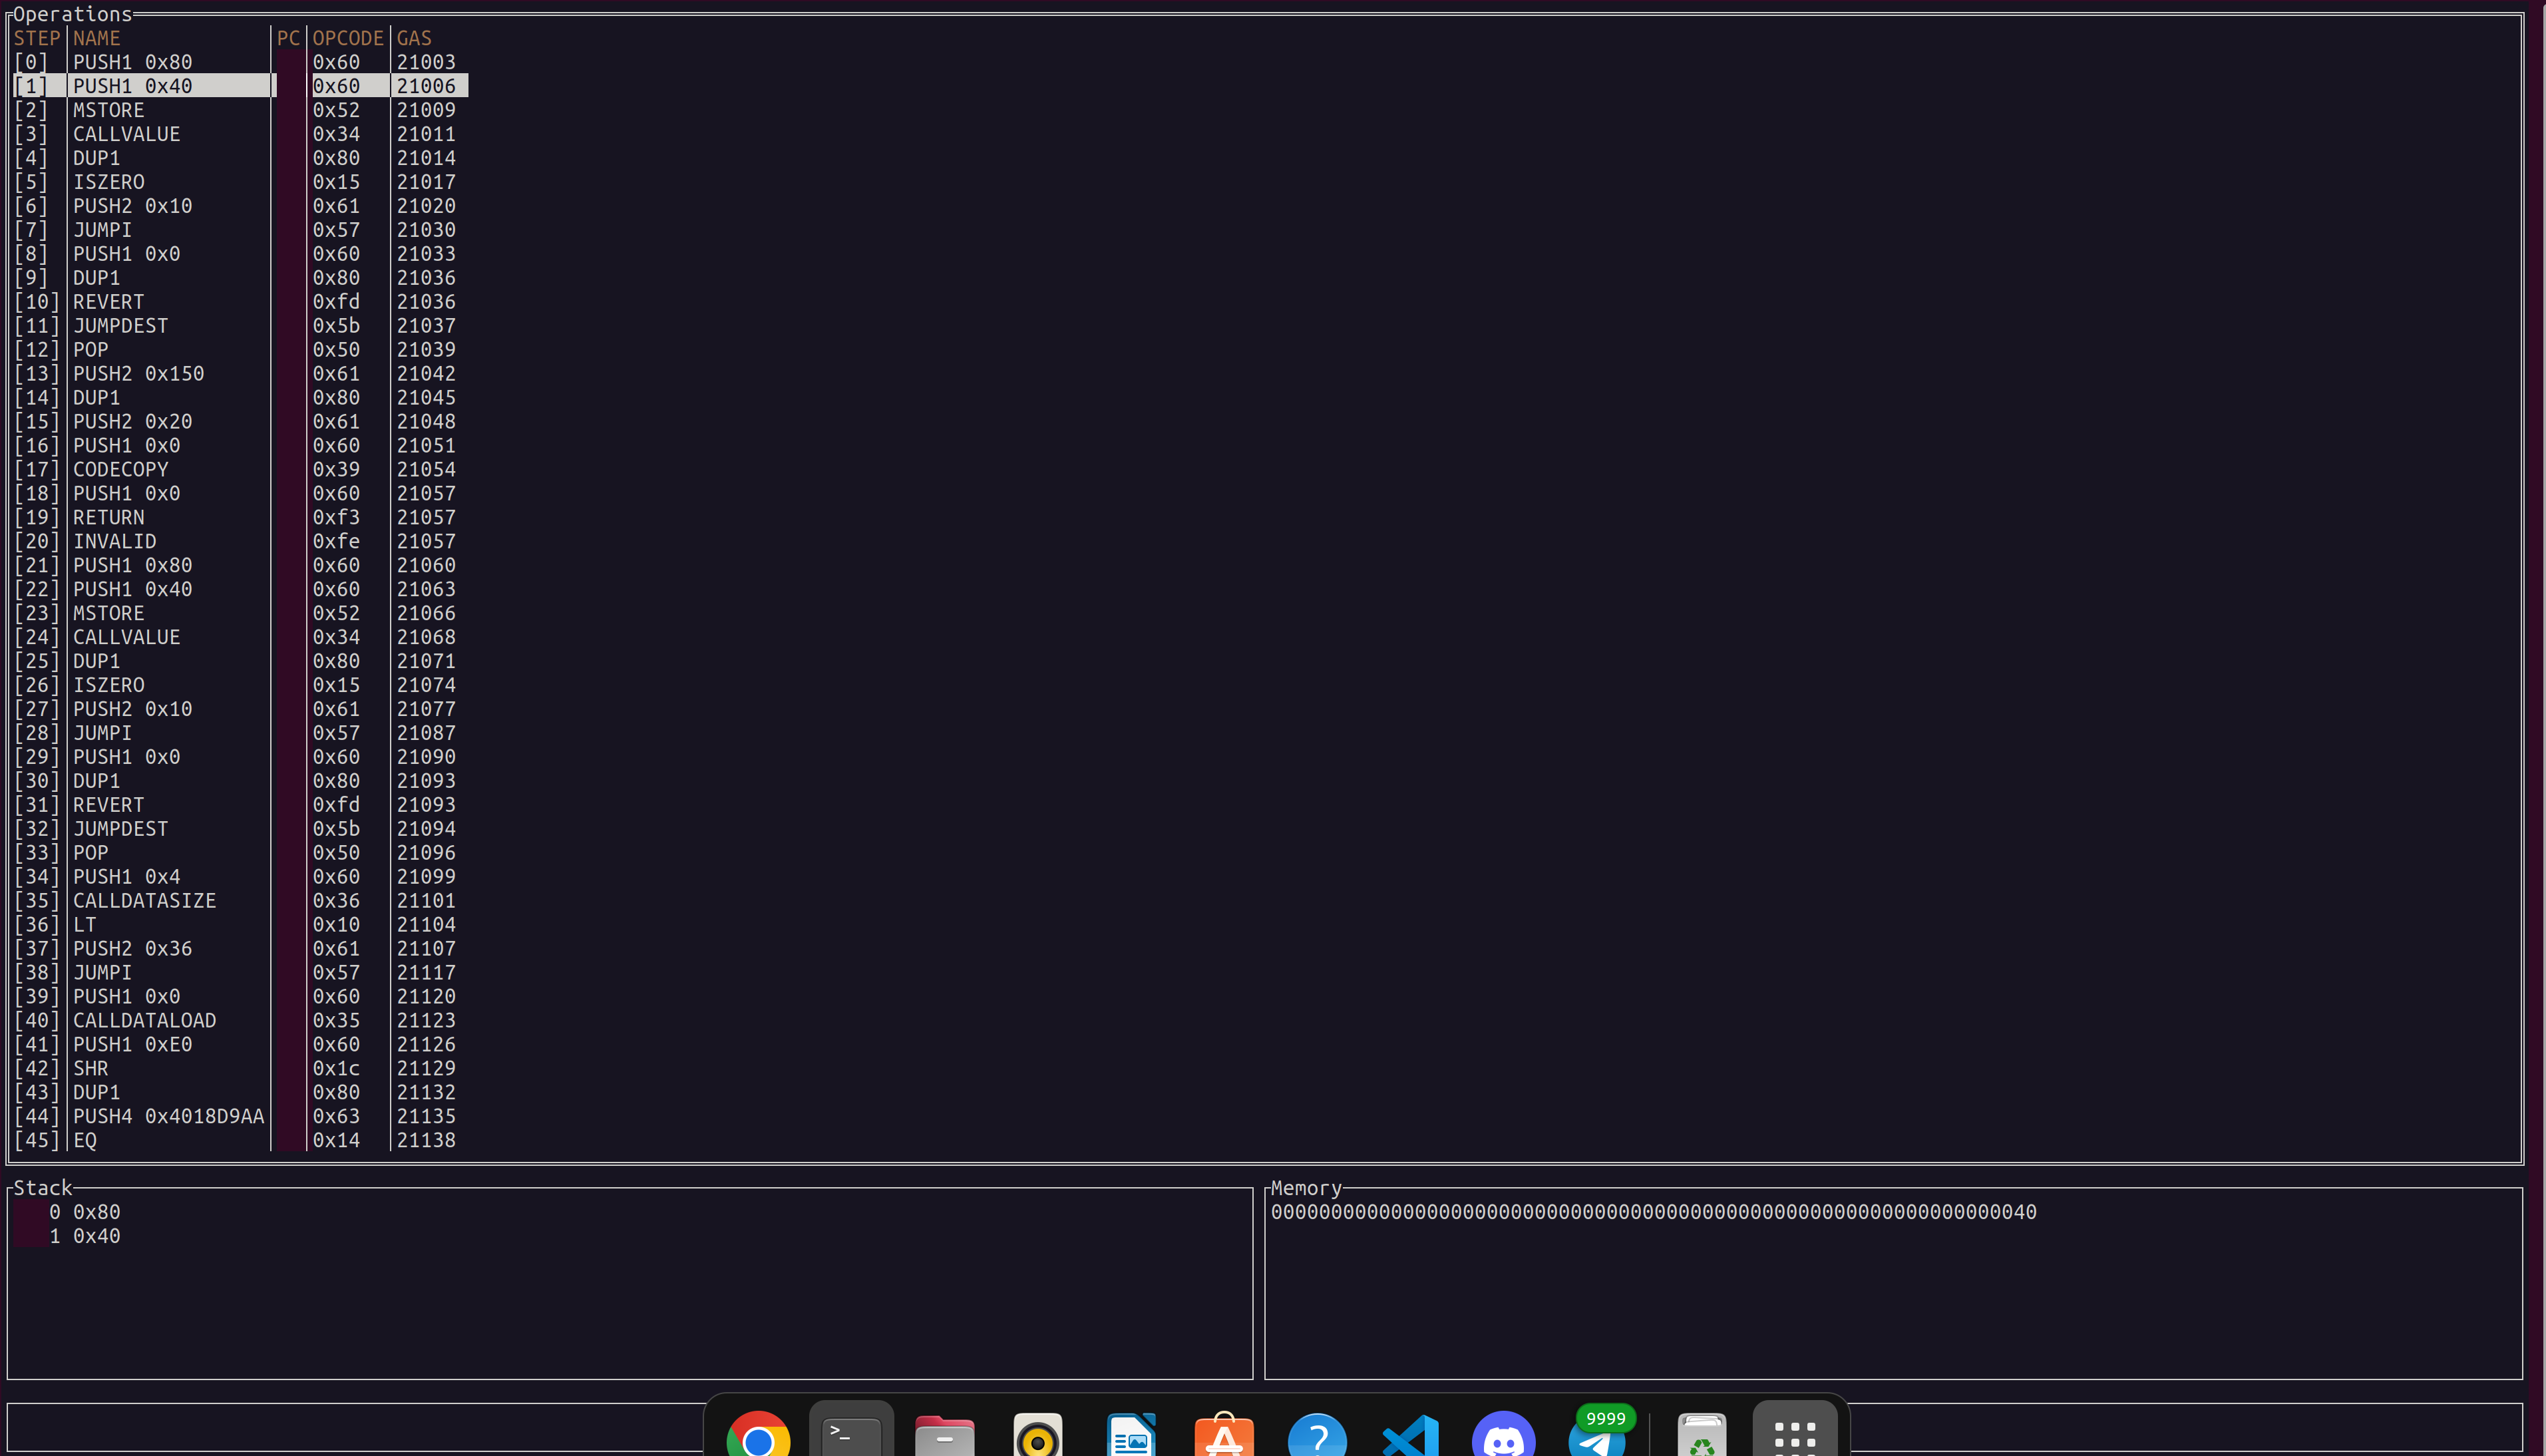 Operations
STEP NAME PC OPCODE GAS
[0] PUSH1 0x80 0x60 21003
[1] PUSH1 0x40 0x60 21006
[2] MSTORE 0x52 21009
[3] CALLVALUE 0x34 21011
[4] DUP1 0x80 21014
[5] ISZERO 0x15 21017
[6] PUSH2 0x10 0x61 21020
[7] JUMPI 0x57 21030
[8] PUSH1 0x0 0x60 21033
[9] DUP1 0x80 21036
[10] REVERT 0xfd 21036
[11] JUMPDEST 0x5b 21037
[12] POP 0x50 21039
[13] PUSH2 0x150 0x61 21042
[14] DUP1 0x80 21045
[15] PUSH2 0x20 0x61 21048
[16] PUSH1 0x0 0x60 21051
[17] CODECOPY 0x39 21054
[18] PUSH1 0x0 0x60 21057
[19] RETURN 0xf3 21057
[20] INVALID 0xfe 21057
[21] PUSH1 0x80 0x60 21060
[22] PUSH1 0x40 0x60 21063
[23] MSTORE 0x52 21066
[24] CALLVALUE 0x34 21068
[25] DUP1 0x80 21071
[26] ISZERO 0x15 21074
[27] PUSH2 0x10 0x61 21077
[28] JUMPI 0x57 21087
[29] PUSH1 0x0 0x60 21090
[30] DUP1 0x80 21093
[31] REVERT 0xfd 21093
[32] JUMPDEST 0x5b 21094
[33] POP 0x50 21096
[34] PUSH1 0x4 0x60 21099
[35] CALLDATASIZE 0x36 21101
[36] LT 0x10 21104
[37] PUSH2 0x36 0x61 21107
[38] JUMPI 0x57 21117
[39] PUSH1 0x0 0x60 21120
[40] CALLDATALOAD 0x35 21123
[41] PUSH1 0xE0 0x60 21126
[42] SHR 0x1c 21129
[43] DUP1 0x80 21132
[44] PUSH4 0x4018D9AA 0x63 21135
[45] EQ 0x14 21138
Stack
0 0x80
1 0x40
Memory
0000000000000000000000000000000000000000000000000000000000000040
>_
?
9999